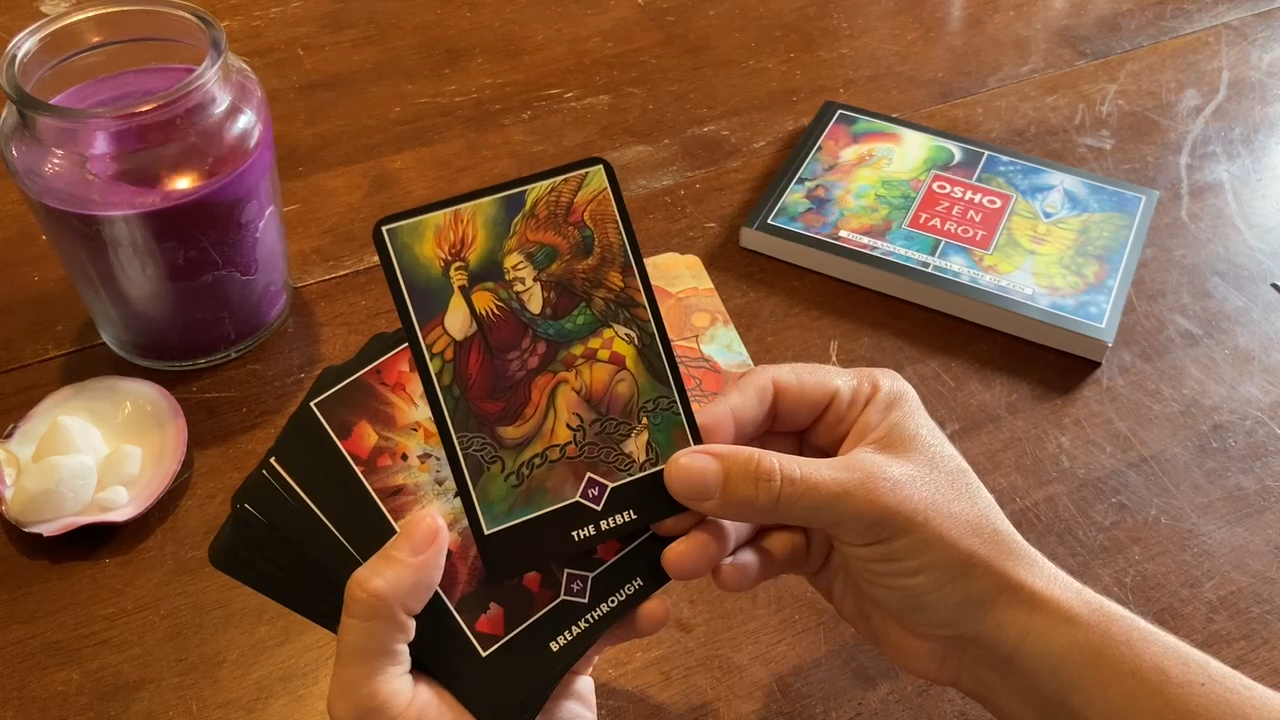 OSHO
ZEN
TAROT
THE TRANSCENDENTAL GAME OF ZEN
IV
THE REBEL
XI
BREAKTHROUGH